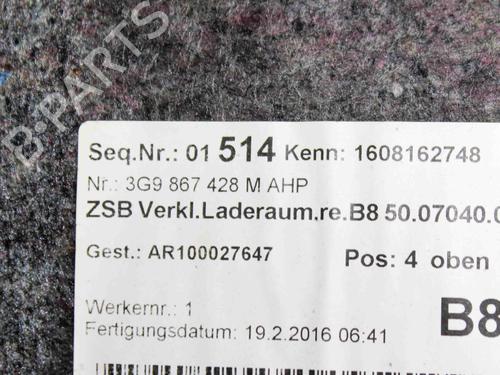 B-PARTS
Seq.Nr.: 01 514 Kenn: 1608162748
Nr.: 3G9 867 428 M AHP
ZSB Verkl.Laderaum.re.B8 50.07040.0
Gest.: AR100027647 Pos: 4 oben
Werkernr.: 1
Fertigungsdatum: 19.2.2016 06:41
B8